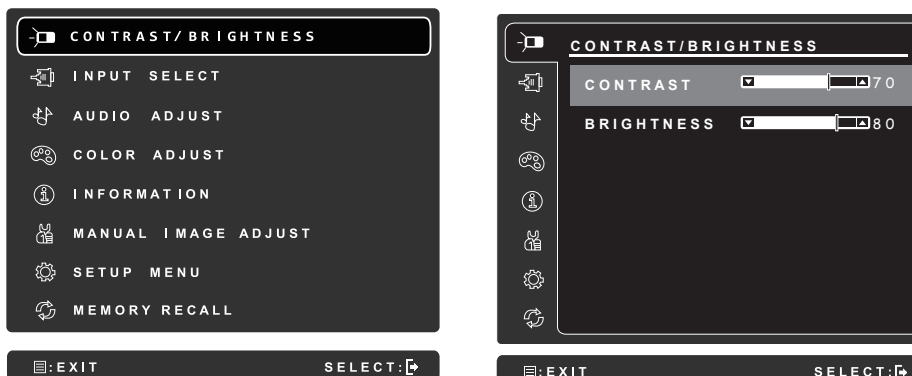 CONTRAST/BRIGHTNESS
INPUT SELECT
AUDIO ADJUST
COLOR ADJUST
INFORMATION
MANUAL IMAGE ADJUST
SETUP MENU
MEMORY RECALL
:EXIT SELECT:
CONTRAST/BRIGHTNESS
CONTRAST 70
BRIGHTNESS 80
:EXIT SELECT: